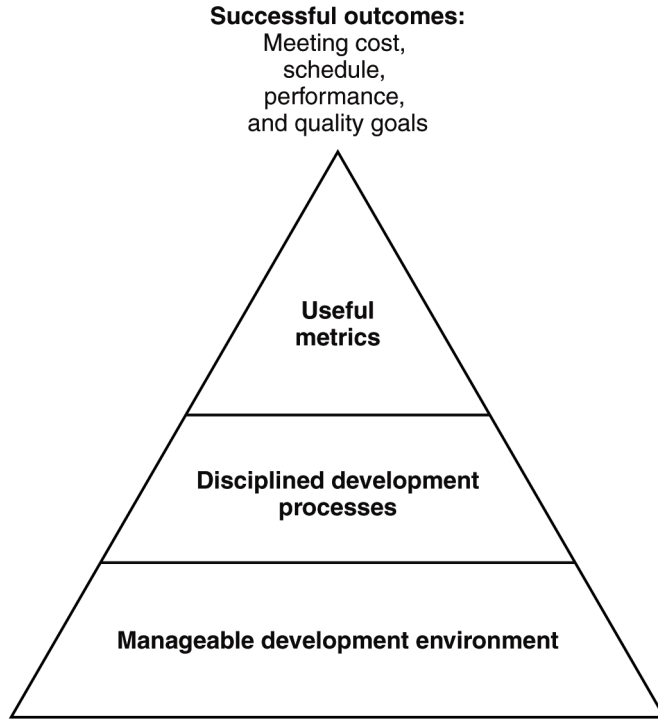 Successful outcomes:
Meeting cost,
schedule,
performance,
and quality goals
Useful
metrics
Disciplined development
processes
Manageable development environment